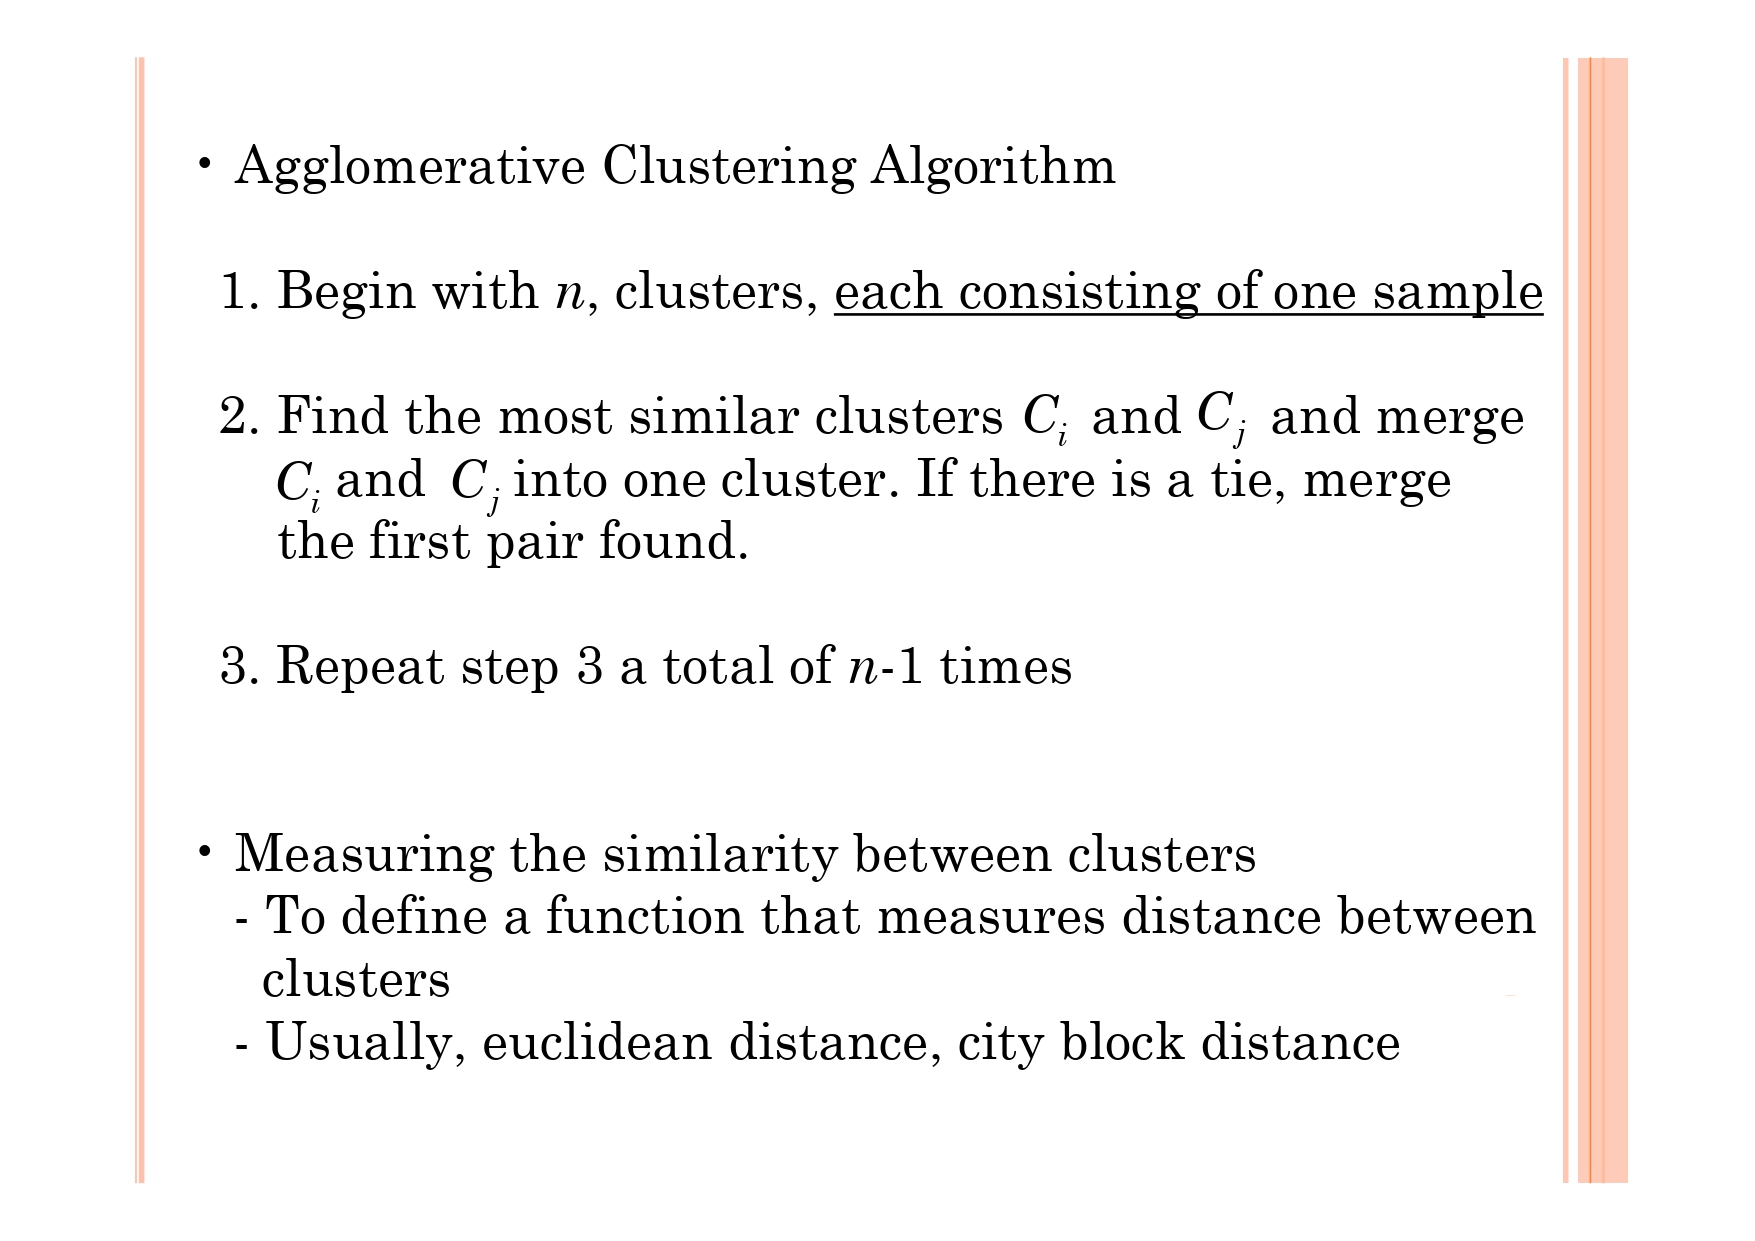 • Agglomerative Clustering Algorithm
1. Begin with n, clusters, each consisting of one sample
2. Find the most similar clusters C_i and C_j and merge
C_i and C_j into one cluster. If there is a tie, merge
the first pair found.
3. Repeat step 3 a total of n-1 times
• Measuring the similarity between clusters
- To define a function that measures distance between
clusters
- Usually, euclidean distance, city block distance